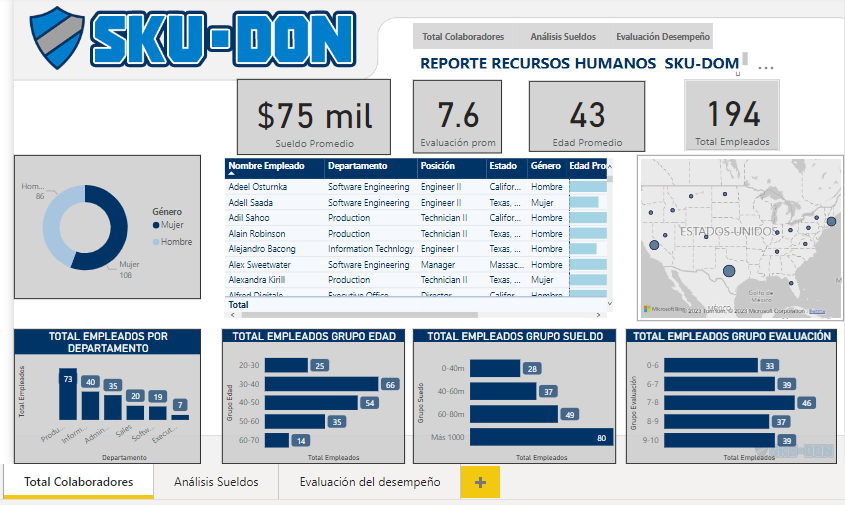 SKU-DON
Total Colaboradores
Análisis Sueldos
Evaluación Desempeño
REPORTE RECURSOS HUMANOS SKU-DOM
...
$75 mil
Sueldo Promedio
7.6
Evaluación prom
43
Edad Promedio
194
Total Empleados
Hom...
86
Mujer
108
Género
Mujer
Hombre
Nombre Empleado Departamento Posición Estado Género Edad Pro
Adeel Osturnka Software Engineering Engineer II Califor... Hombre
Adell Saada Software Engineering Engineer II Texas, ... Mujer
Adil Sahoo Production Technician II Califor... Hombre
Alain Robinson Production Technician II Texas, ... Hombre
Alejandro Bacong Information Technlogy Engineer I Texas, ... Hombre
Alex Sweetwater Software Engineering Manager Massac... Hombre
Alexandra Kirill Production Technician II Texas, ... Mujer
Alfred Digitale Executive Office Director Califor... Hombre
Total
ESTADOS UNIDOS
Golfo de
México
MÉXICO
Microsoft Bing
© 2023 TomTom, © 2023 Microsoft Corporation
TOTAL EMPLEADOS POR
DEPARTAMENTO
Total Empleados
73
40
35
20
19
7
Produ...
Inform...
Admin...
Sales
Softw...
Execut...
Departamento
TOTAL EMPLEADOS GRUPO EDAD
Grupo Edad
20-30 25
30-40 66
40-50 54
50-60 35
60-70 14
Total Empleados
TOTAL EMPLEADOS GRUPO SUELDO
Grupo Suedo
0-40m 28
40-60m 37
60-80m 49
Más 1000 80
Total Empleados
TOTAL EMPLEADOS GRUPO EVALUACIÓN
Grupo Evaluación
0-6 33
6-7 39
7-8 46
8-9 37
9-10 39
Total Empleados
SKU-DON
Total Colaboradores
Análisis Sueldos
Evaluación del desempeño
+